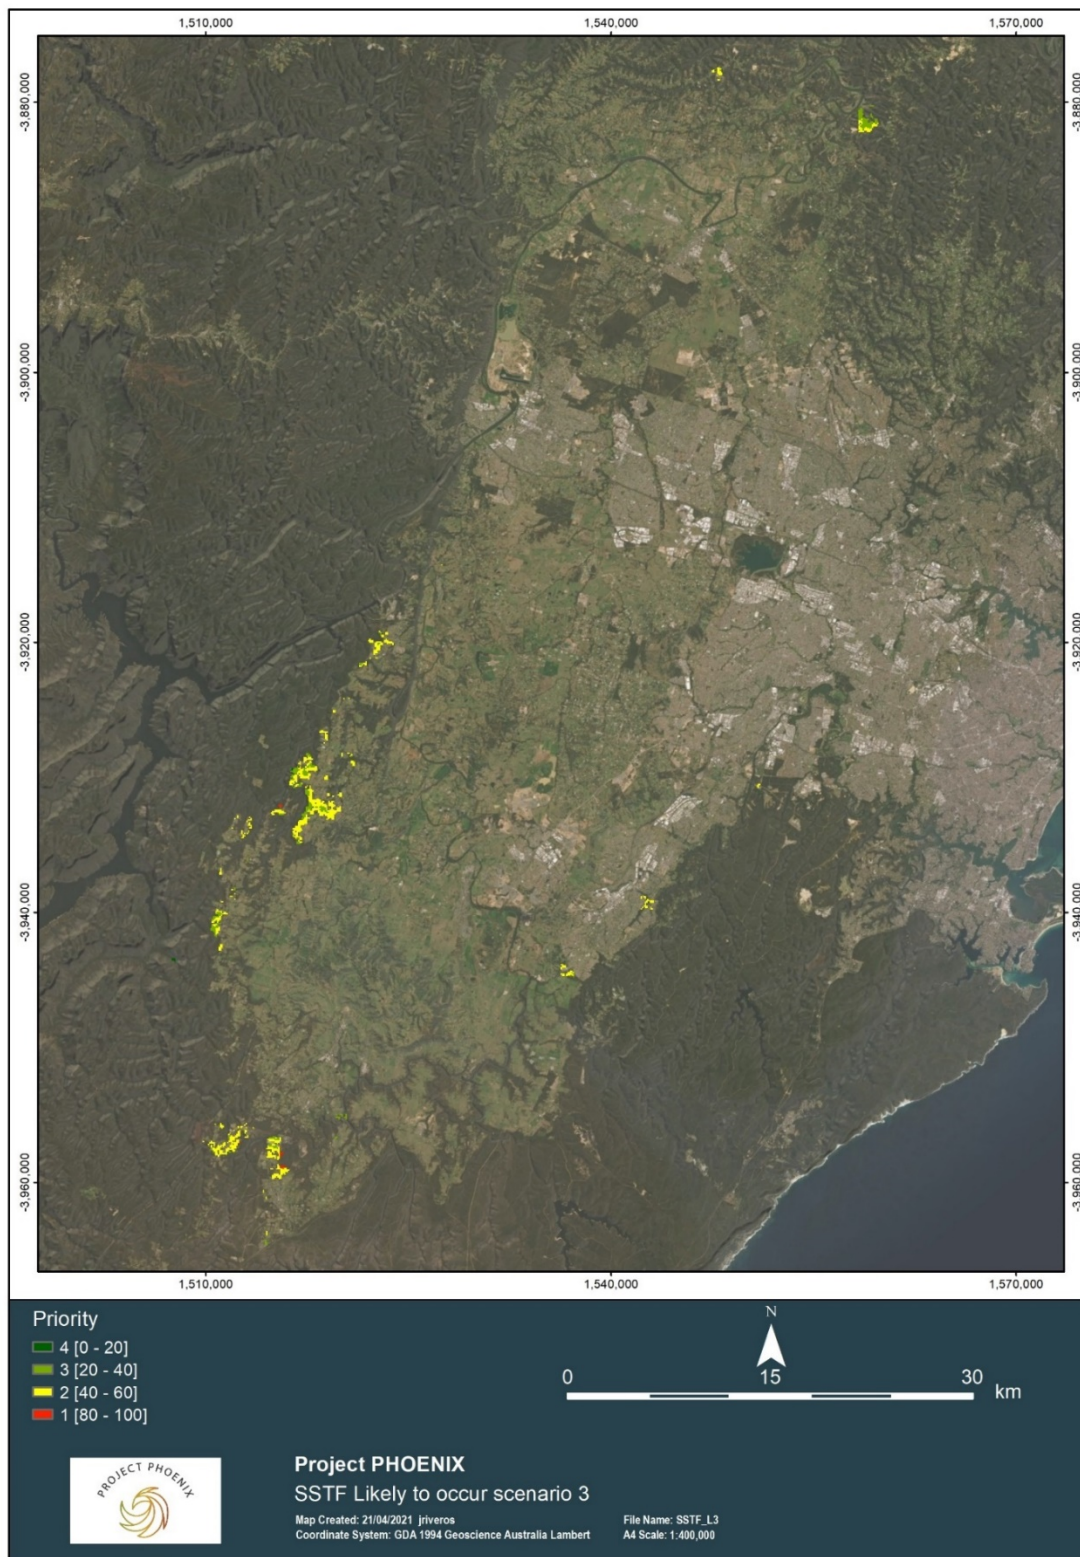 1,510,000 1,540,000 1,570,000
-3,880,000 -3,880,000
-3,900,000 -3,900,000
-3,920,000 -3,920,000
-3,940,000 -3,940,000
-3,960,000 -3,960,000
1,510,000 1,540,000 1,570,000
Priority
4 [0 - 20]
3 [20 - 40]
2 [40 - 60]
1 [80 - 100]
N
0 15 30 km
PROJECT PHOENIX
Project PHOENIX
SSTF Likely to occur scenario 3
Map Created: 21/04/2021 jriveros File Name: SSTF_L3
Coordinate System: GDA 1994 Geoscience Australia Lambert A4 Scale: 1:400,000